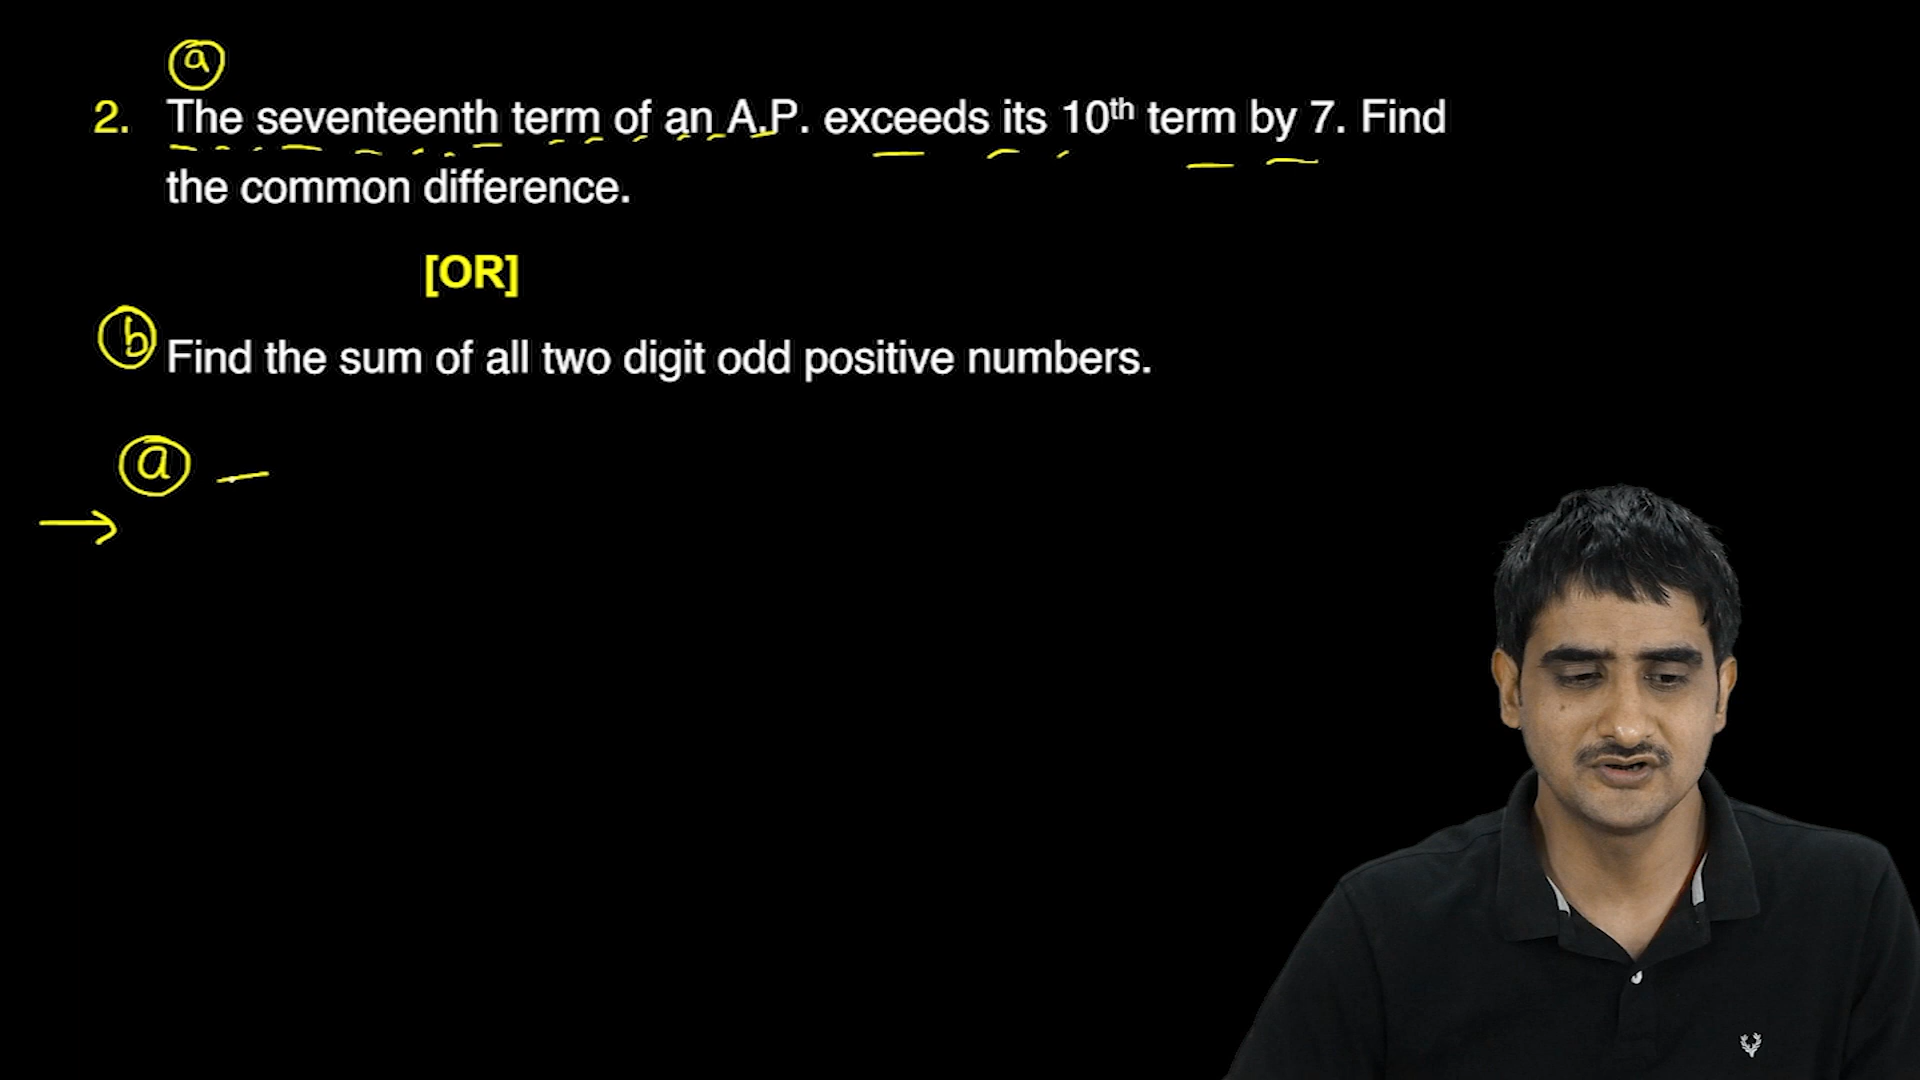 a
2. The seventeenth term of an A.P. exceeds its 10th term by 7. Find
the common difference.
[OR]
b Find the sum of all two digit odd positive numbers.
a –
→